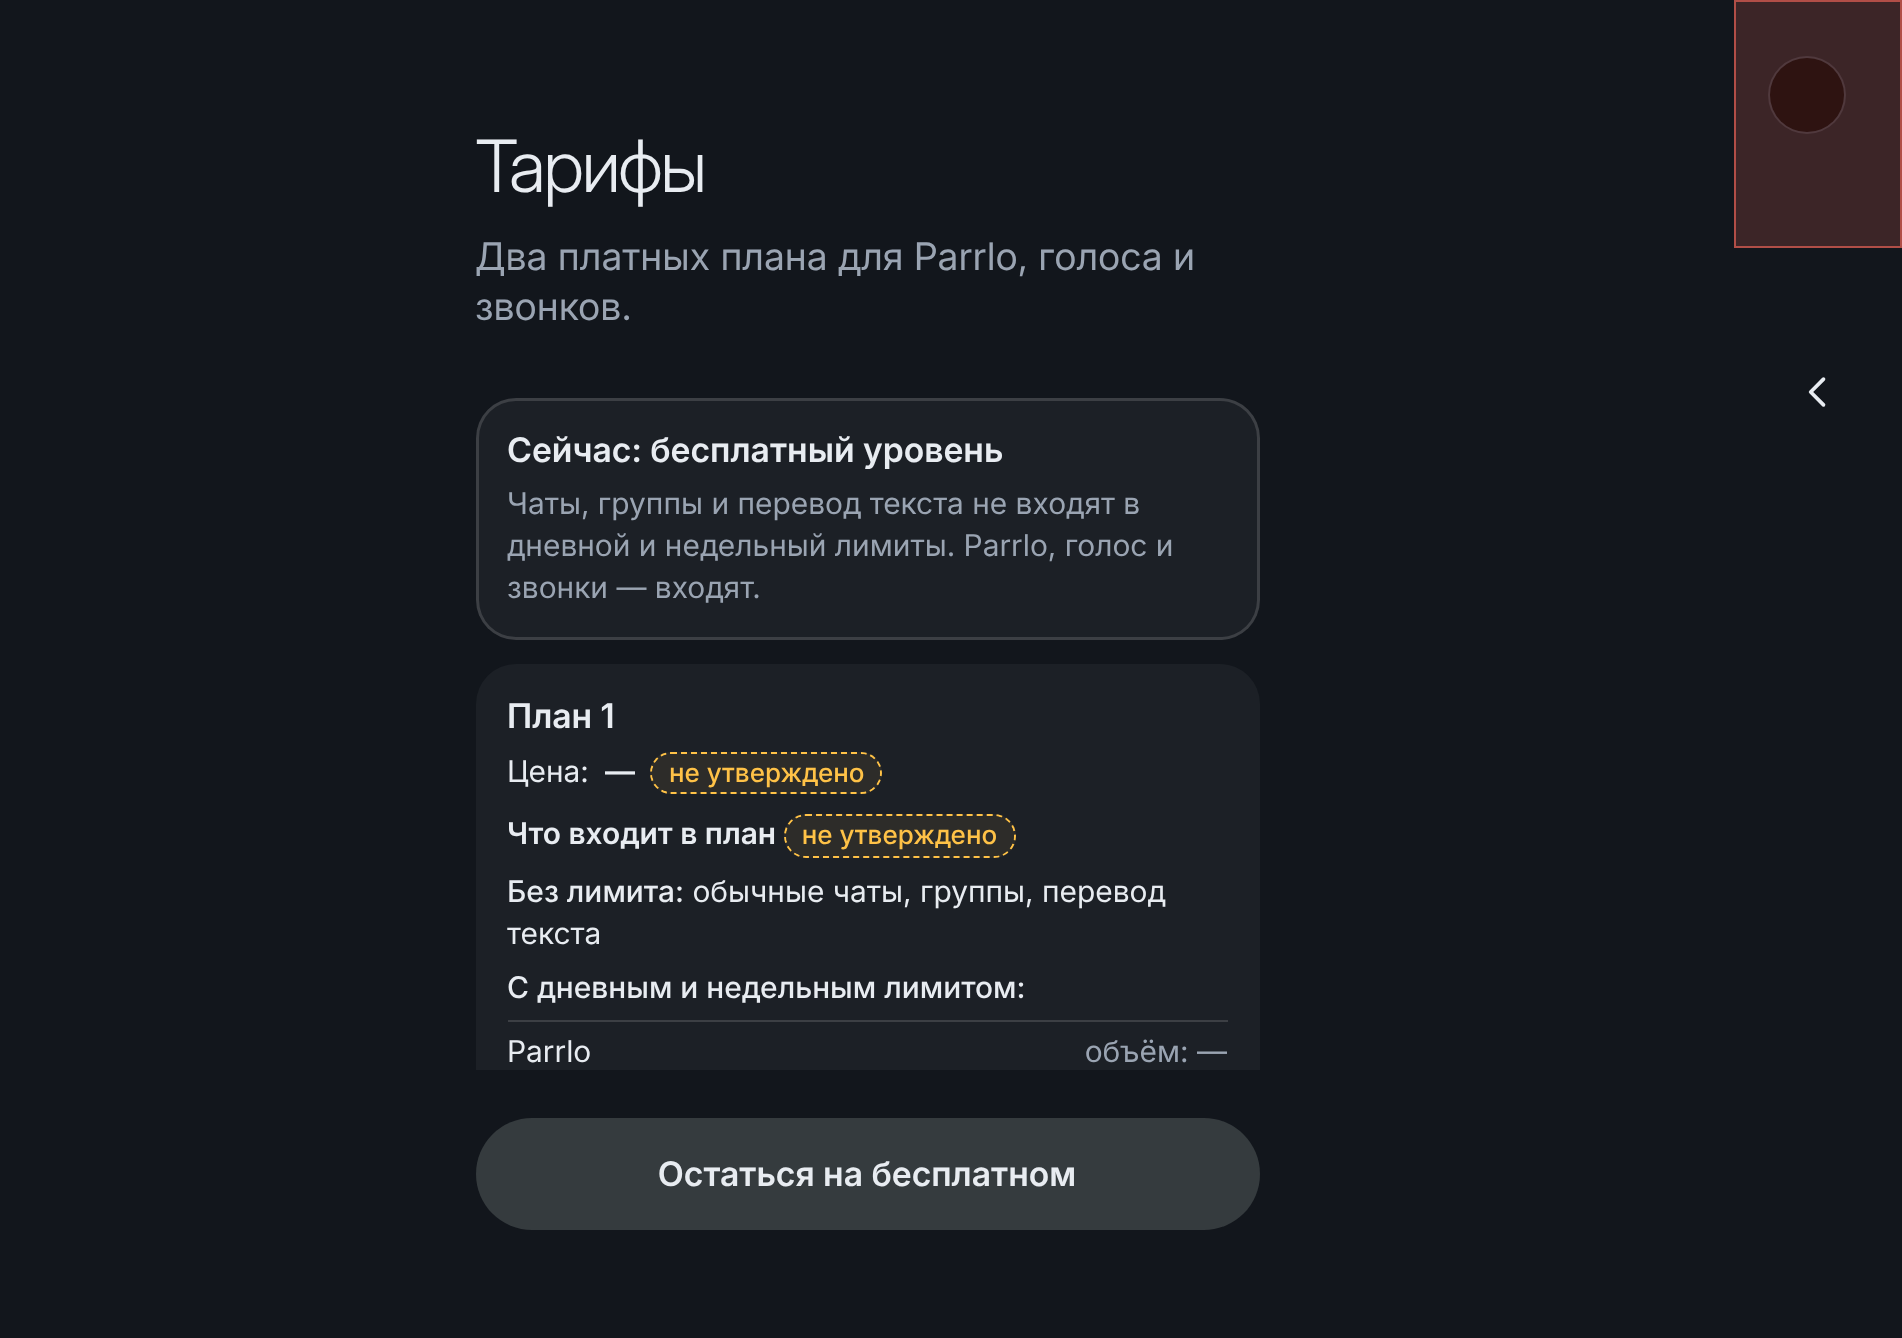 Тарифы
Два платных плана для Parrlo, голоса и
звонков.
Сейчас: бесплатный уровень
Чаты, группы и перевод текста не входят в
дневной и недельный лимиты. Parrlo, голос и
звонки — входят.
План 1
Цена: — не утверждено
Что входит в план не утверждено
Без лимита: обычные чаты, группы, перевод
текста
С дневным и недельным лимитом:
Parrlo объём: —
Остаться на бесплатном